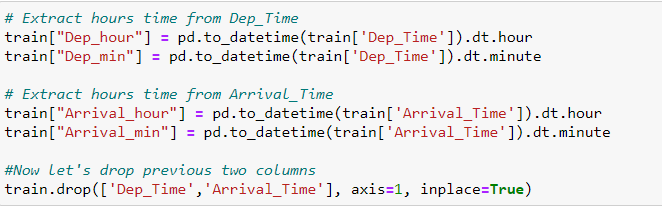 # Extract hours time from Dep_Time
train["Dep_hour"] = pd.to_datetime(train['Dep_Time']).dt.hour
train["Dep_min"] = pd.to_datetime(train['Dep_Time']).dt.minute
# Extract hours time from Arrival_Time
train["Arrival_hour"] = pd.to_datetime(train['Arrival_Time']).dt.hour
train["Arrival_min"] = pd.to_datetime(train['Arrival_Time']).dt.minute
#Now let's drop previous two columns
train.drop(['Dep_Time','Arrival_Time'], axis=1, inplace=True)